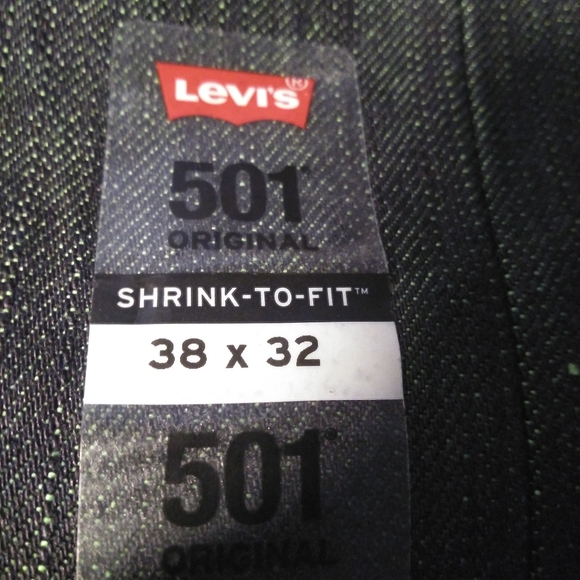 Levi's®
501®
ORIGINAL
SHRINK-TO-FIT™
38 x 32
501®
ORIGINAL